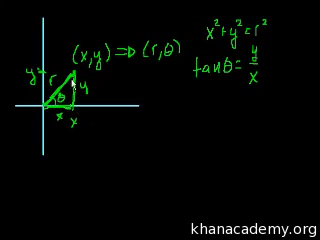 (x,y) ⇒ (r,θ)
x² + y² = r²
tanθ = y/x
y
r
y
θ
x
x
khanacademy.org